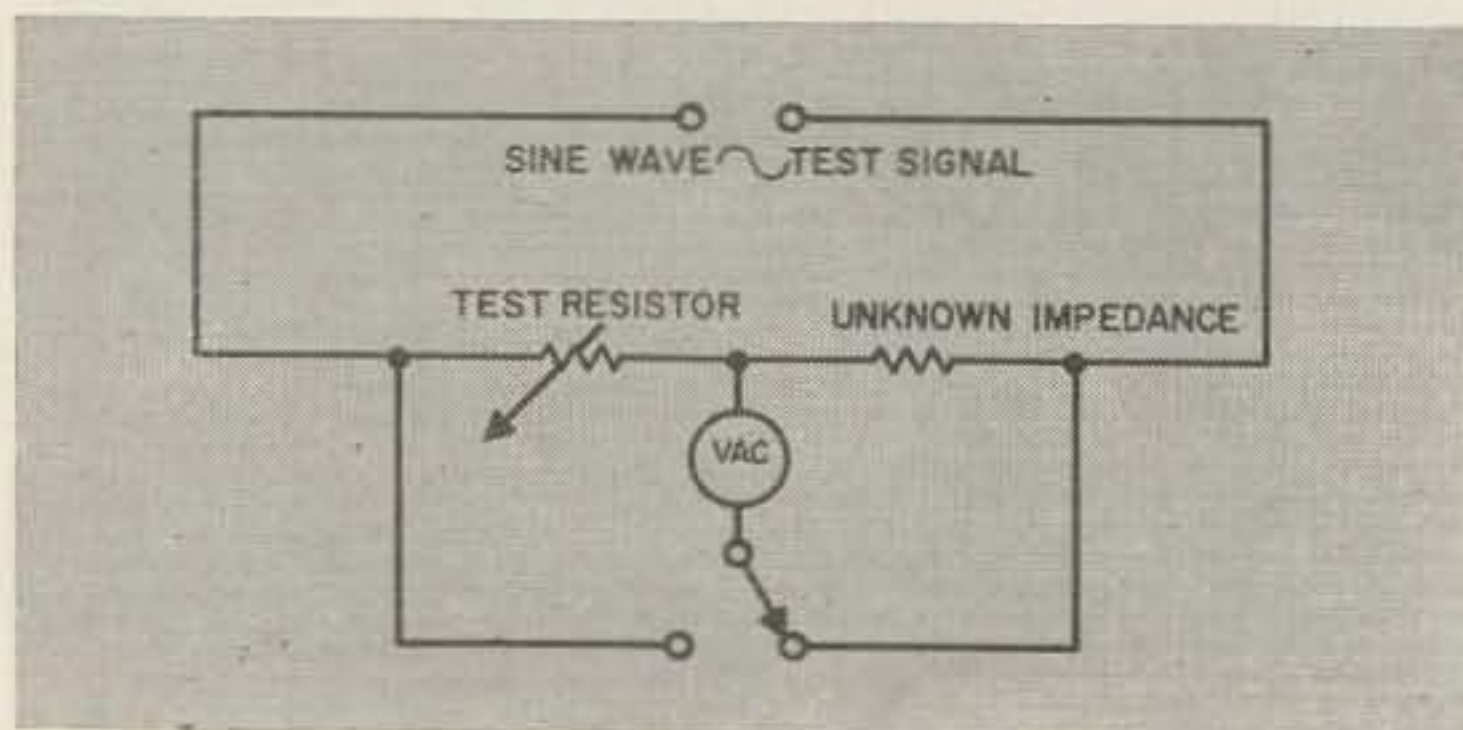 SINE WAVE TEST SIGNAL
TEST RESISTOR
UNKNOWN IMPEDANCE
VAC